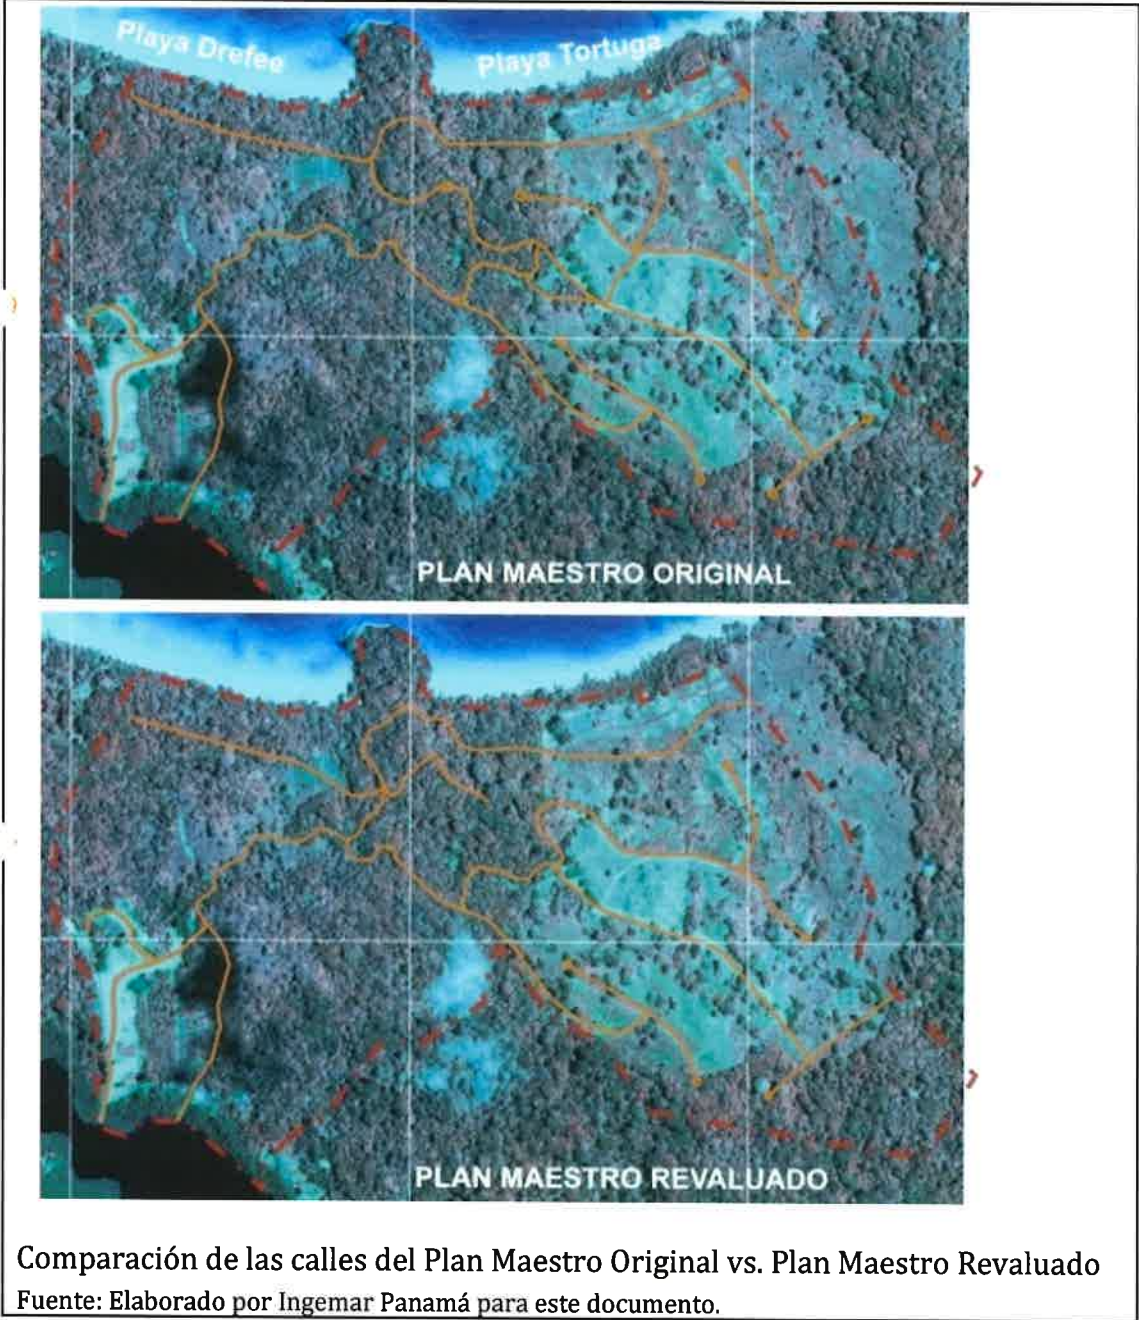 Playa Drefee
Playa Tortuga
PLAN MAESTRO ORIGINAL
PLAN MAESTRO REVALUADO
Comparación de las calles del Plan Maestro Original vs. Plan Maestro Revaluado
Fuente: Elaborado por Ingemar Panamá para este documento.